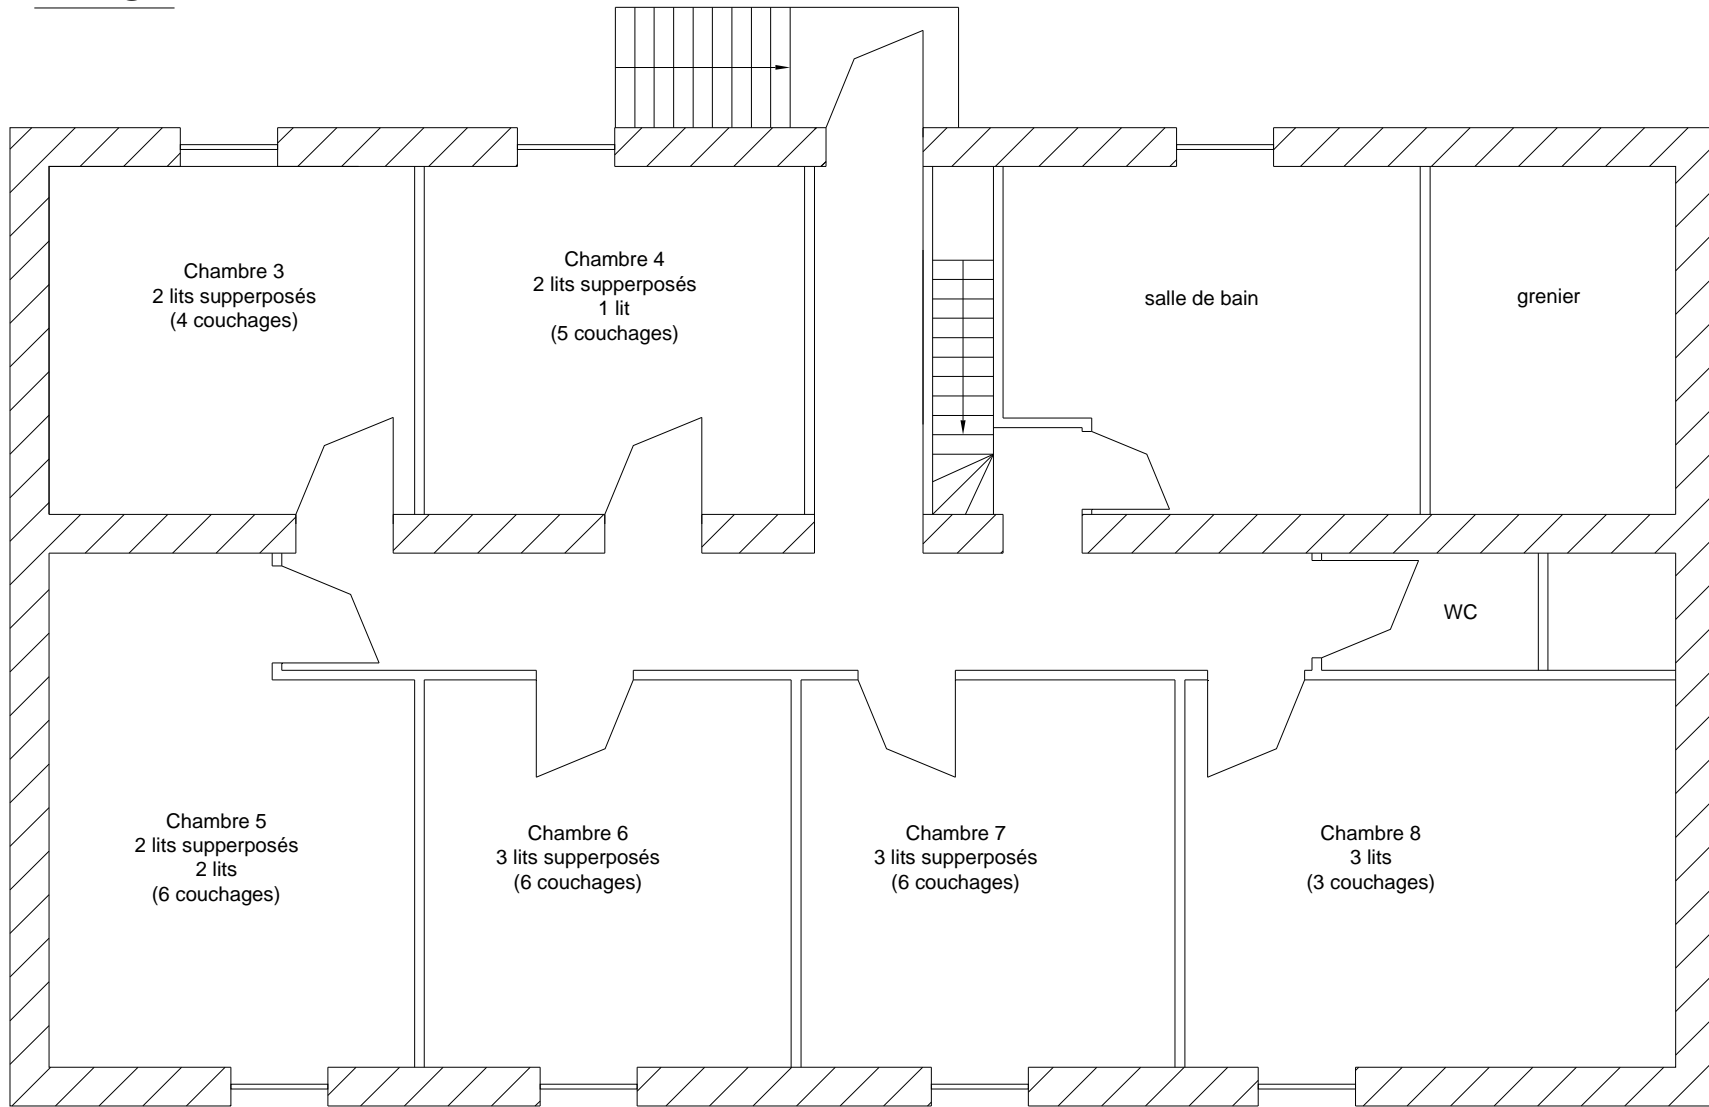 Chambre 3
2 lits supperposés
(4 couchages)
Chambre 4
2 lits supperposés
1 lit
(5 couchages)
salle de bain
grenier
WC
Chambre 5
2 lits supperposés
2 lits
(6 couchages)
Chambre 6
3 lits supperposés
(6 couchages)
Chambre 7
3 lits supperposés
(6 couchages)
Chambre 8
3 lits
(3 couchages)